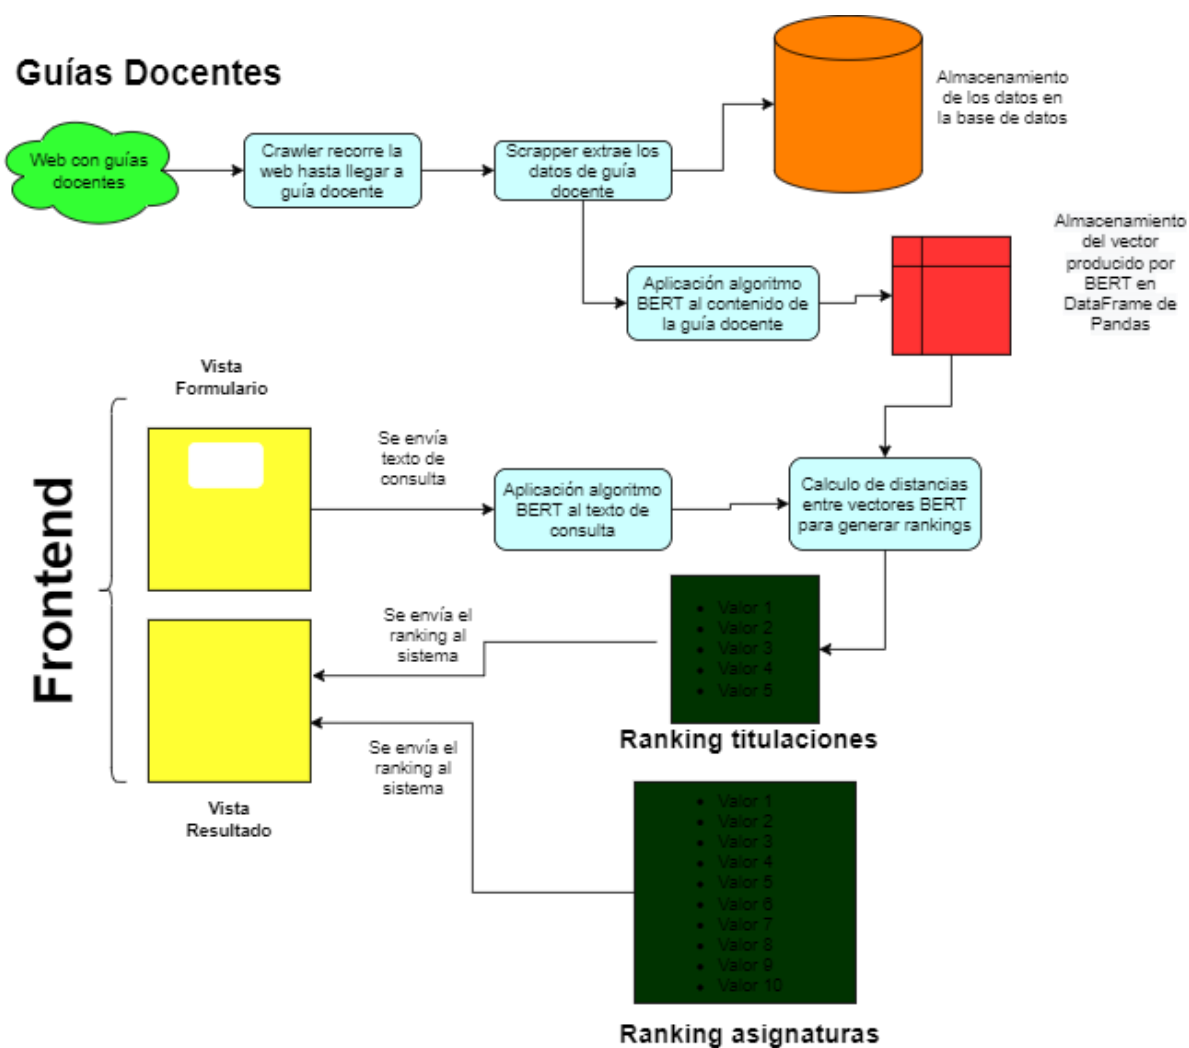 Guías Docentes
Web con guías
docentes
Crawler recorre la
web hasta llegar a
guía docente
Scrapper extrae los
datos de guía
docente
Almacenamiento
de los datos en
la base de datos
Aplicación algoritmo
BERT al contenido de
la guía docente
Almacenamiento
del vector
producido por
BERT en
DataFrame de
Pandas
Vista
Formulario
Frontend
Se envía
texto de
consulta
Aplicación algoritmo
BERT al texto de
consulta
Calculo de distancias
entre vectores BERT
para generar rankings
Se envía el
ranking al
sistema
• Valor 1
• Valor 2
• Valor 3
• Valor 4
• Valor 5
Ranking titulaciones
Se envía el
ranking al
sistema
Vista
Resultado
• Valor 1
• Valor 2
• Valor 3
• Valor 4
• Valor 5
• Valor 6
• Valor 7
• Valor 8
• Valor 9
• Valor 10
Ranking asignaturas